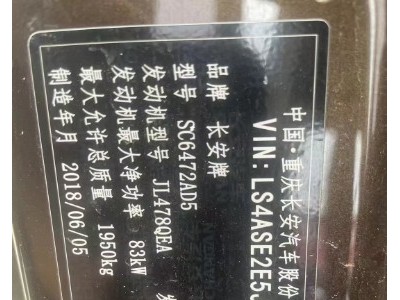 中国·重庆长安汽车股份
VIN:LS4ASE2E5
品牌 长安牌
型号 SC6472AD5
发动机型号 JL478QEA
发动机最大净功率 83kW 发
最大允许总质量 1950kg
制造年月 2018/06/05